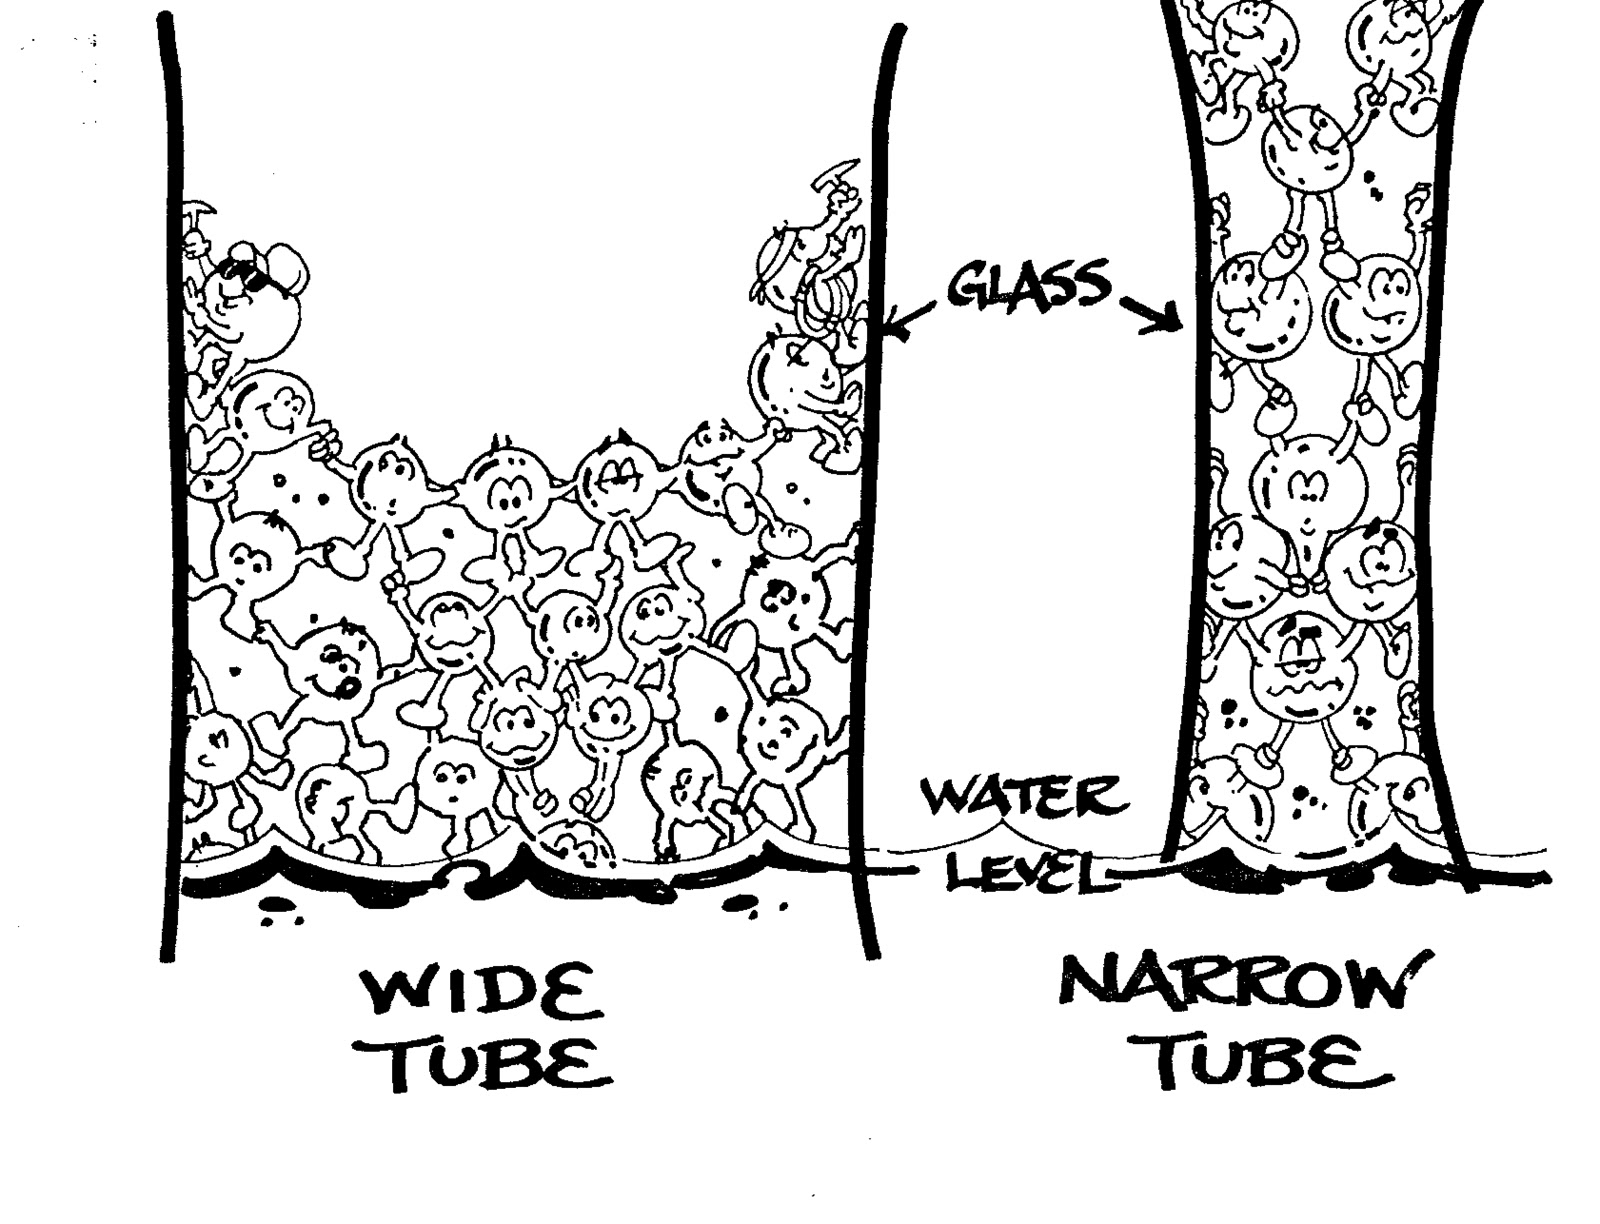 GLASS
WATER
LEVEL
WIDE
TUBE
NARROW
TUBE